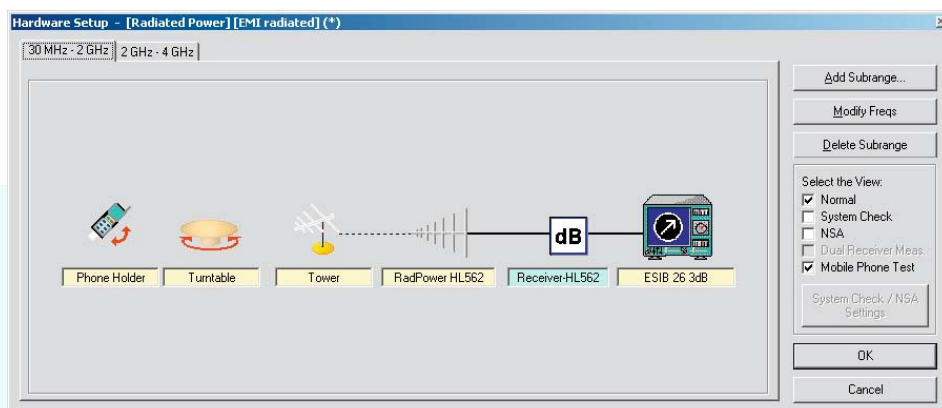 Hardware Setup - [Radiated Power] [EMI radiated] (*)
30 MHz - 2 GHz 2 GHz - 4 GHz
Add Subrange...
Modify Freqs
Delete Subrange
Select the View:
Normal
System Check
NSA
Dual Receiver Meas.
Mobile Phone Test
System Check / NSA
Settings
OK
Cancel
dB
Phone Holder Turntable Tower RadPower HL562 Receiver-HL562 ESIB 26 3dB